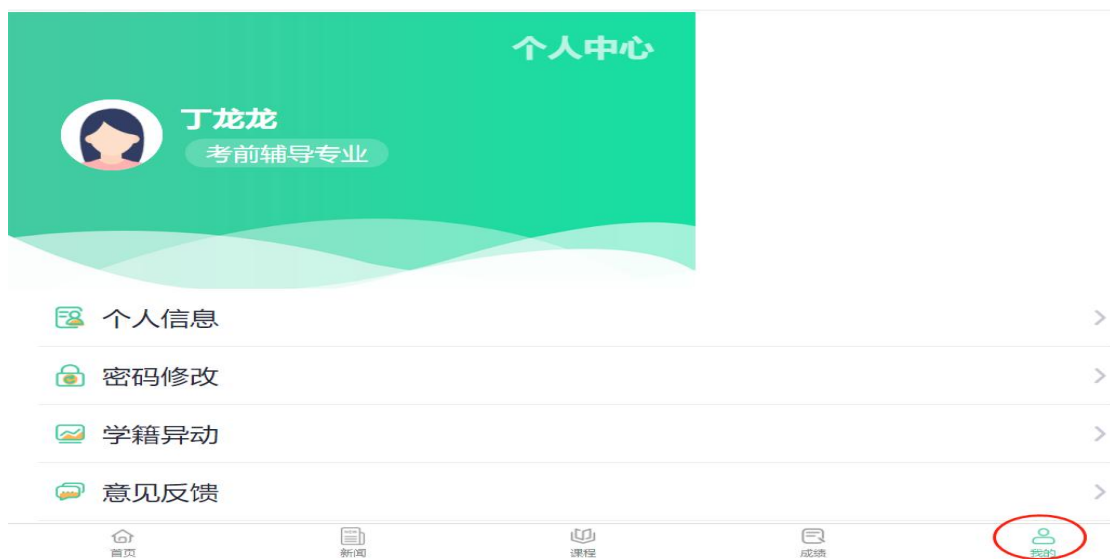 个人中心
丁龙龙
考前辅导专业
个人信息
密码修改
学籍异动
意见反馈
首页
新闻
课程
成绩
我的